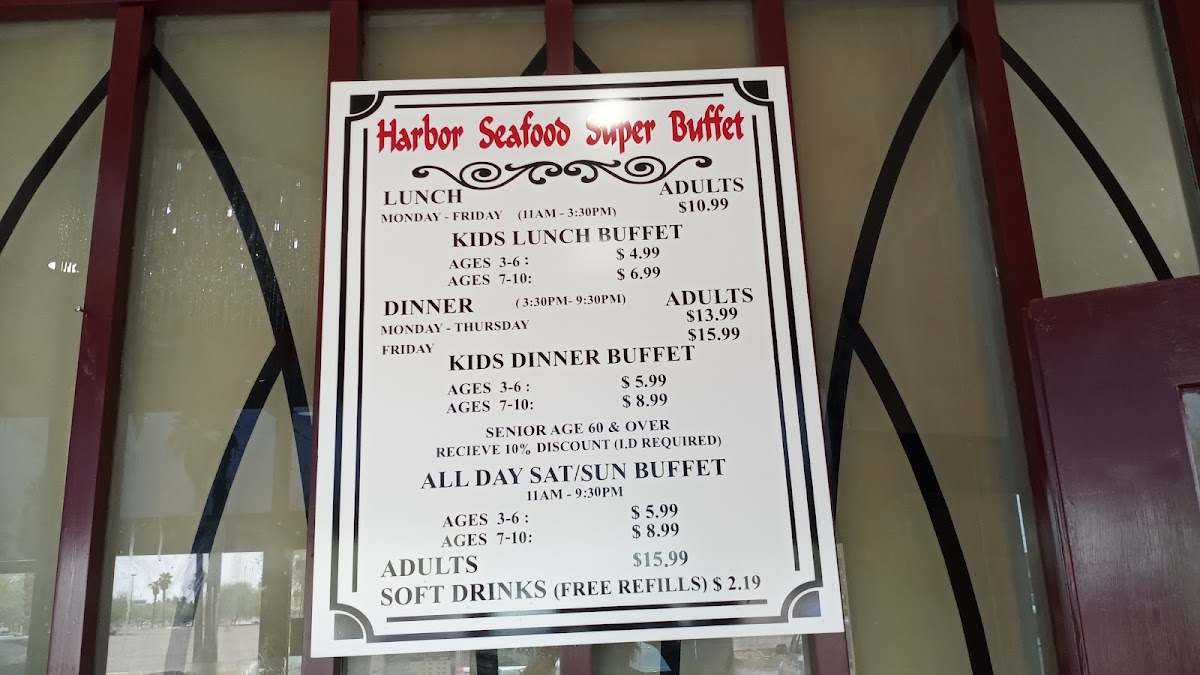 Harbor Seafood Super Buffet
LUNCH ADULTS
MONDAY - FRIDAY (11AM - 3:30PM) $10.99
KIDS LUNCH BUFFET
AGES 3-6 : $ 4.99
AGES 7-10: $ 6.99
DINNER (3:30PM- 9:30PM) ADULTS
MONDAY - THURSDAY $13.99
FRIDAY $15.99
KIDS DINNER BUFFET
AGES 3-6 : $ 5.99
AGES 7-10: $ 8.99
SENIOR AGE 60 & OVER
RECIEVE 10% DISCOUNT (I.D REQUIRED)
ALL DAY SAT/SUN BUFFET
11AM - 9:30PM
AGES 3-6 : $ 5.99
AGES 7-10: $ 8.99
ADULTS $15.99
SOFT DRINKS (FREE REFILLS) $ 2.19